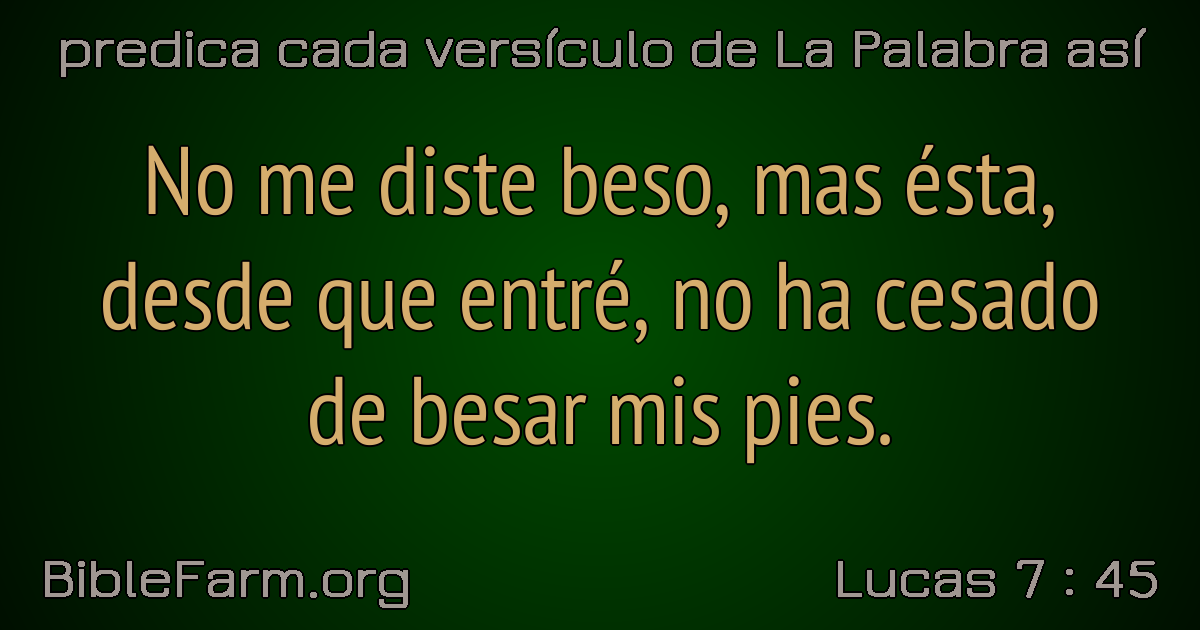 predica cada versículo de La Palabra así
No me diste beso, mas ésta,
desde que entré, no ha cesado
de besar mis pies.
BibleFarm.org
Lucas 7 : 45